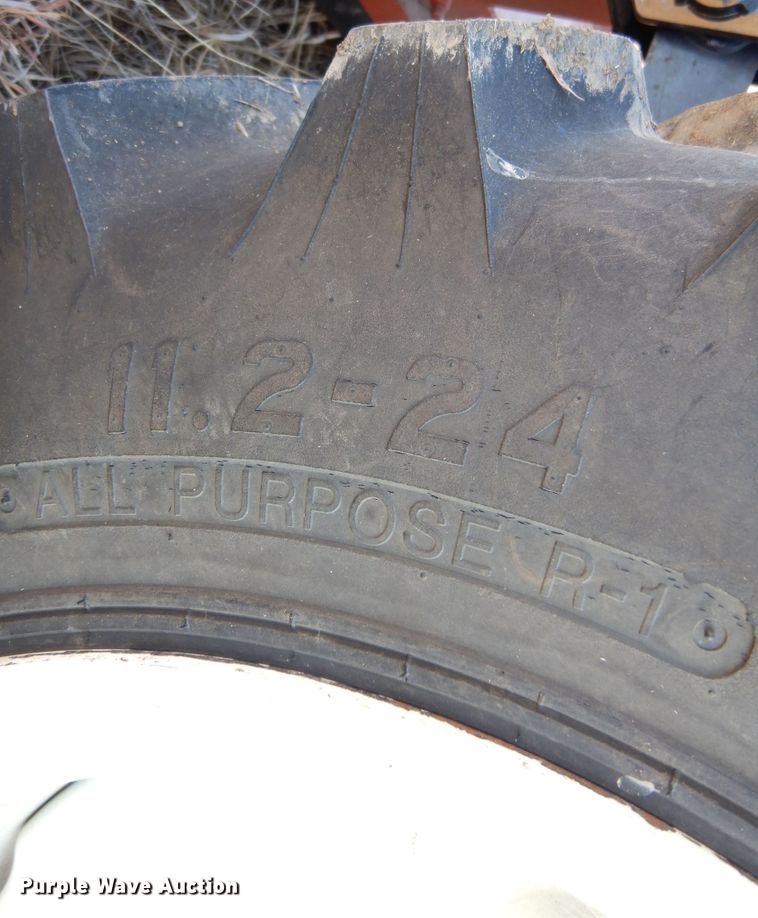 11.2-24
ALL PURPOSE R-1
Purple Wave Auction